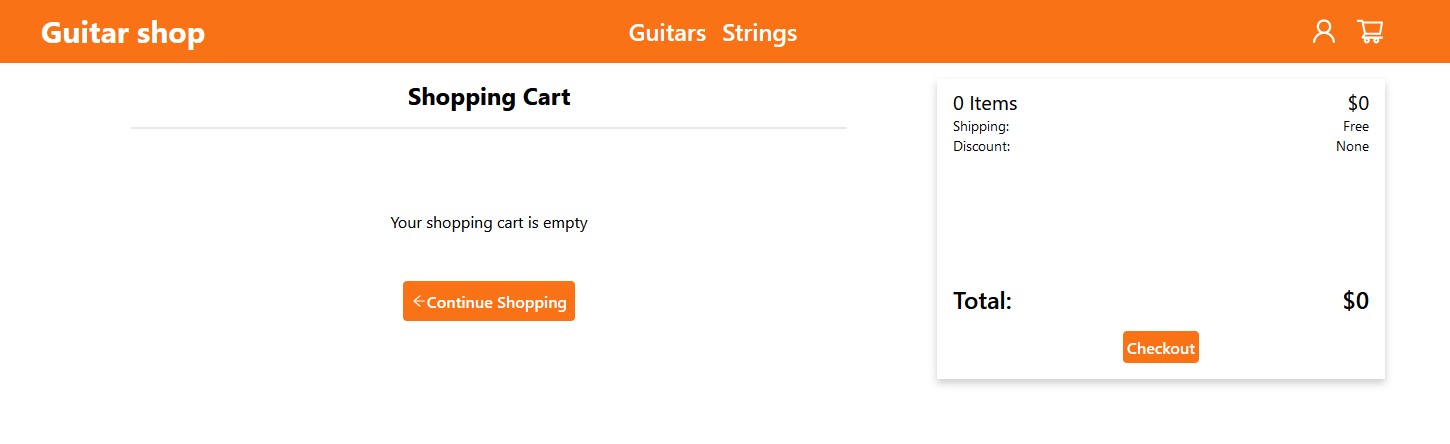 Guitar shop
Guitars Strings
Shopping Cart
Your shopping cart is empty
Continue Shopping
0 Items $0
Shipping: Free
Discount: None
Total: $0
Checkout